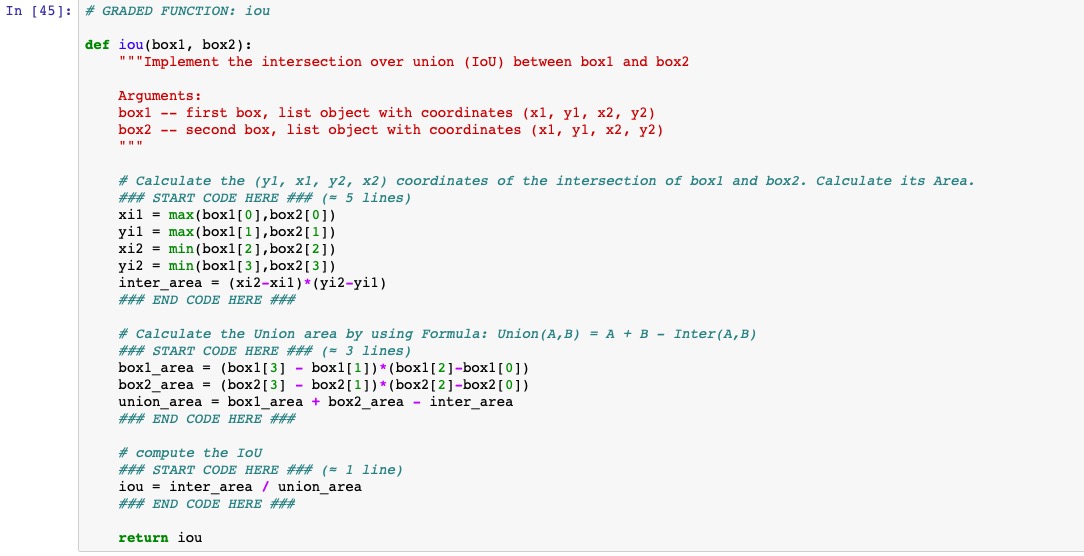 In [45]: # GRADED FUNCTION: iou
def iou(box1, box2):
"""Implement the intersection over union (IoU) between box1 and box2
Arguments:
box1 -- first box, list object with coordinates (x1, y1, x2, y2)
box2 -- second box, list object with coordinates (x1, y1, x2, y2)
"""
# Calculate the (y1, x1, y2, x2) coordinates of the intersection of box1 and box2. Calculate its Area.
### START CODE HERE ### (≈ 5 lines)
xi1 = max(box1[0],box2[0])
yi1 = max(box1[1],box2[1])
xi2 = min(box1[2],box2[2])
yi2 = min(box1[3],box2[3])
inter_area = (xi2-xi1)*(yi2-yi1)
### END CODE HERE ###
# Calculate the Union area by using Formula: Union(A,B) = A + B - Inter(A,B)
### START CODE HERE ### (≈ 3 lines)
box1_area = (box1[3] - box1[1])*(box1[2]-box1[0])
box2_area = (box2[3] - box2[1])*(box2[2]-box2[0])
union_area = box1_area + box2_area - inter_area
### END CODE HERE ###
# compute the IoU
### START CODE HERE ### (≈ 1 line)
iou = inter_area / union_area
### END CODE HERE ###
return iou